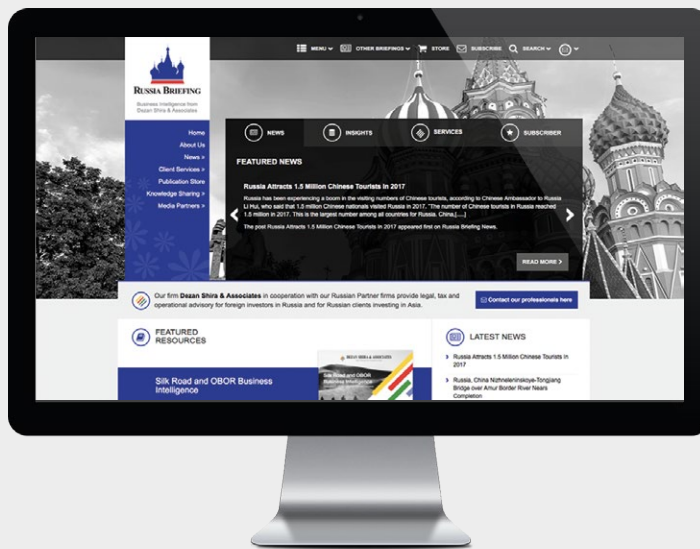 MENU
OTHER BRIEFINGS
STORE
SUBSCRIBE
SEARCH
RUSSIA BRIEFING
Business Intelligence from
Dezan Shira & Associates
Home
About Us
News >
Client Services >
Publication Store
Knowledge Sharing >
Media Partners >
NEWS
INSIGHTS
SERVICES
SUBSCRIBER
FEATURED NEWS
Russia Attracts 1.5 Million Chinese Tourists in 2017
Russia has been experiencing a boom in the visiting numbers of Chinese tourists, according to Chinese Ambassador to Russia
Li Hui, who said that 1.5 million Chinese nationals visited Russia in 2017. "The number of Chinese tourists in Russia reached
1.5 million in 2017. This is the largest number among all countries for Russia. China,[....]
The post Russia Attracts 1.5 Million Chinese Tourists in 2017 appeared first on Russia Briefing News.
READ MORE >
Our firm Dezan Shira & Associates in cooperation with our Russian Partner firms provide legal, tax and
operational advisory for foreign investors in Russia and for Russian clients investing in Asia.
Contact our professionals here
FEATURED
RESOURCES
Silk Road and OBOR Business
Intelligence
DEZAN SHIRA & ASSOCIATES
Silk Road and OBOR
Business Intelligence
LATEST NEWS
Russia Attracts 1.5 Million Chinese Tourists in
2017
Russia, China Nizhneleninskoye-Tongjiang
Bridge over Amur Border River Nears
Completion